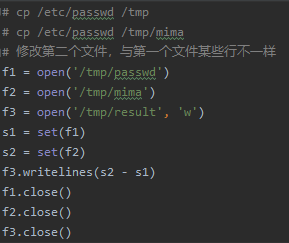 # cp /etc/passwd /tmp
# cp /etc/passwd /tmp/mima
# 修改第二个文件，与第一个文件某些行不一样
f1 = open('/tmp/passwd')
f2 = open('/tmp/mima')
f3 = open('/tmp/result', 'w')
s1 = set(f1)
s2 = set(f2)
f3.writelines(s2 - s1)
f1.close()
f2.close()
f3.close()